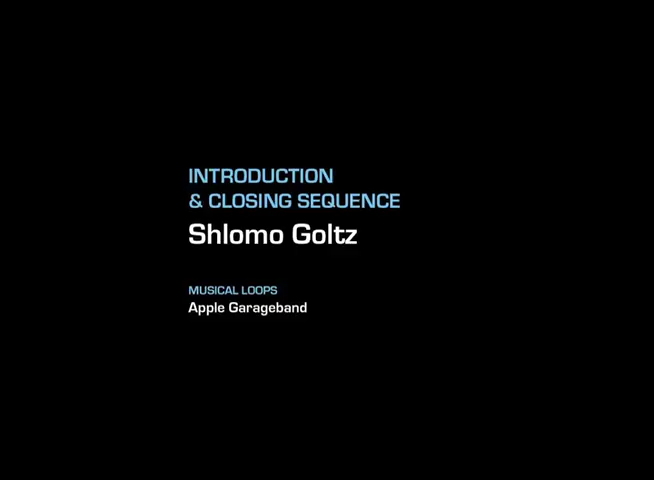 INTRODUCTION
& CLOSING SEQUENCE
Shlomo Goltz
MUSICAL LOOPS
Apple Garageband